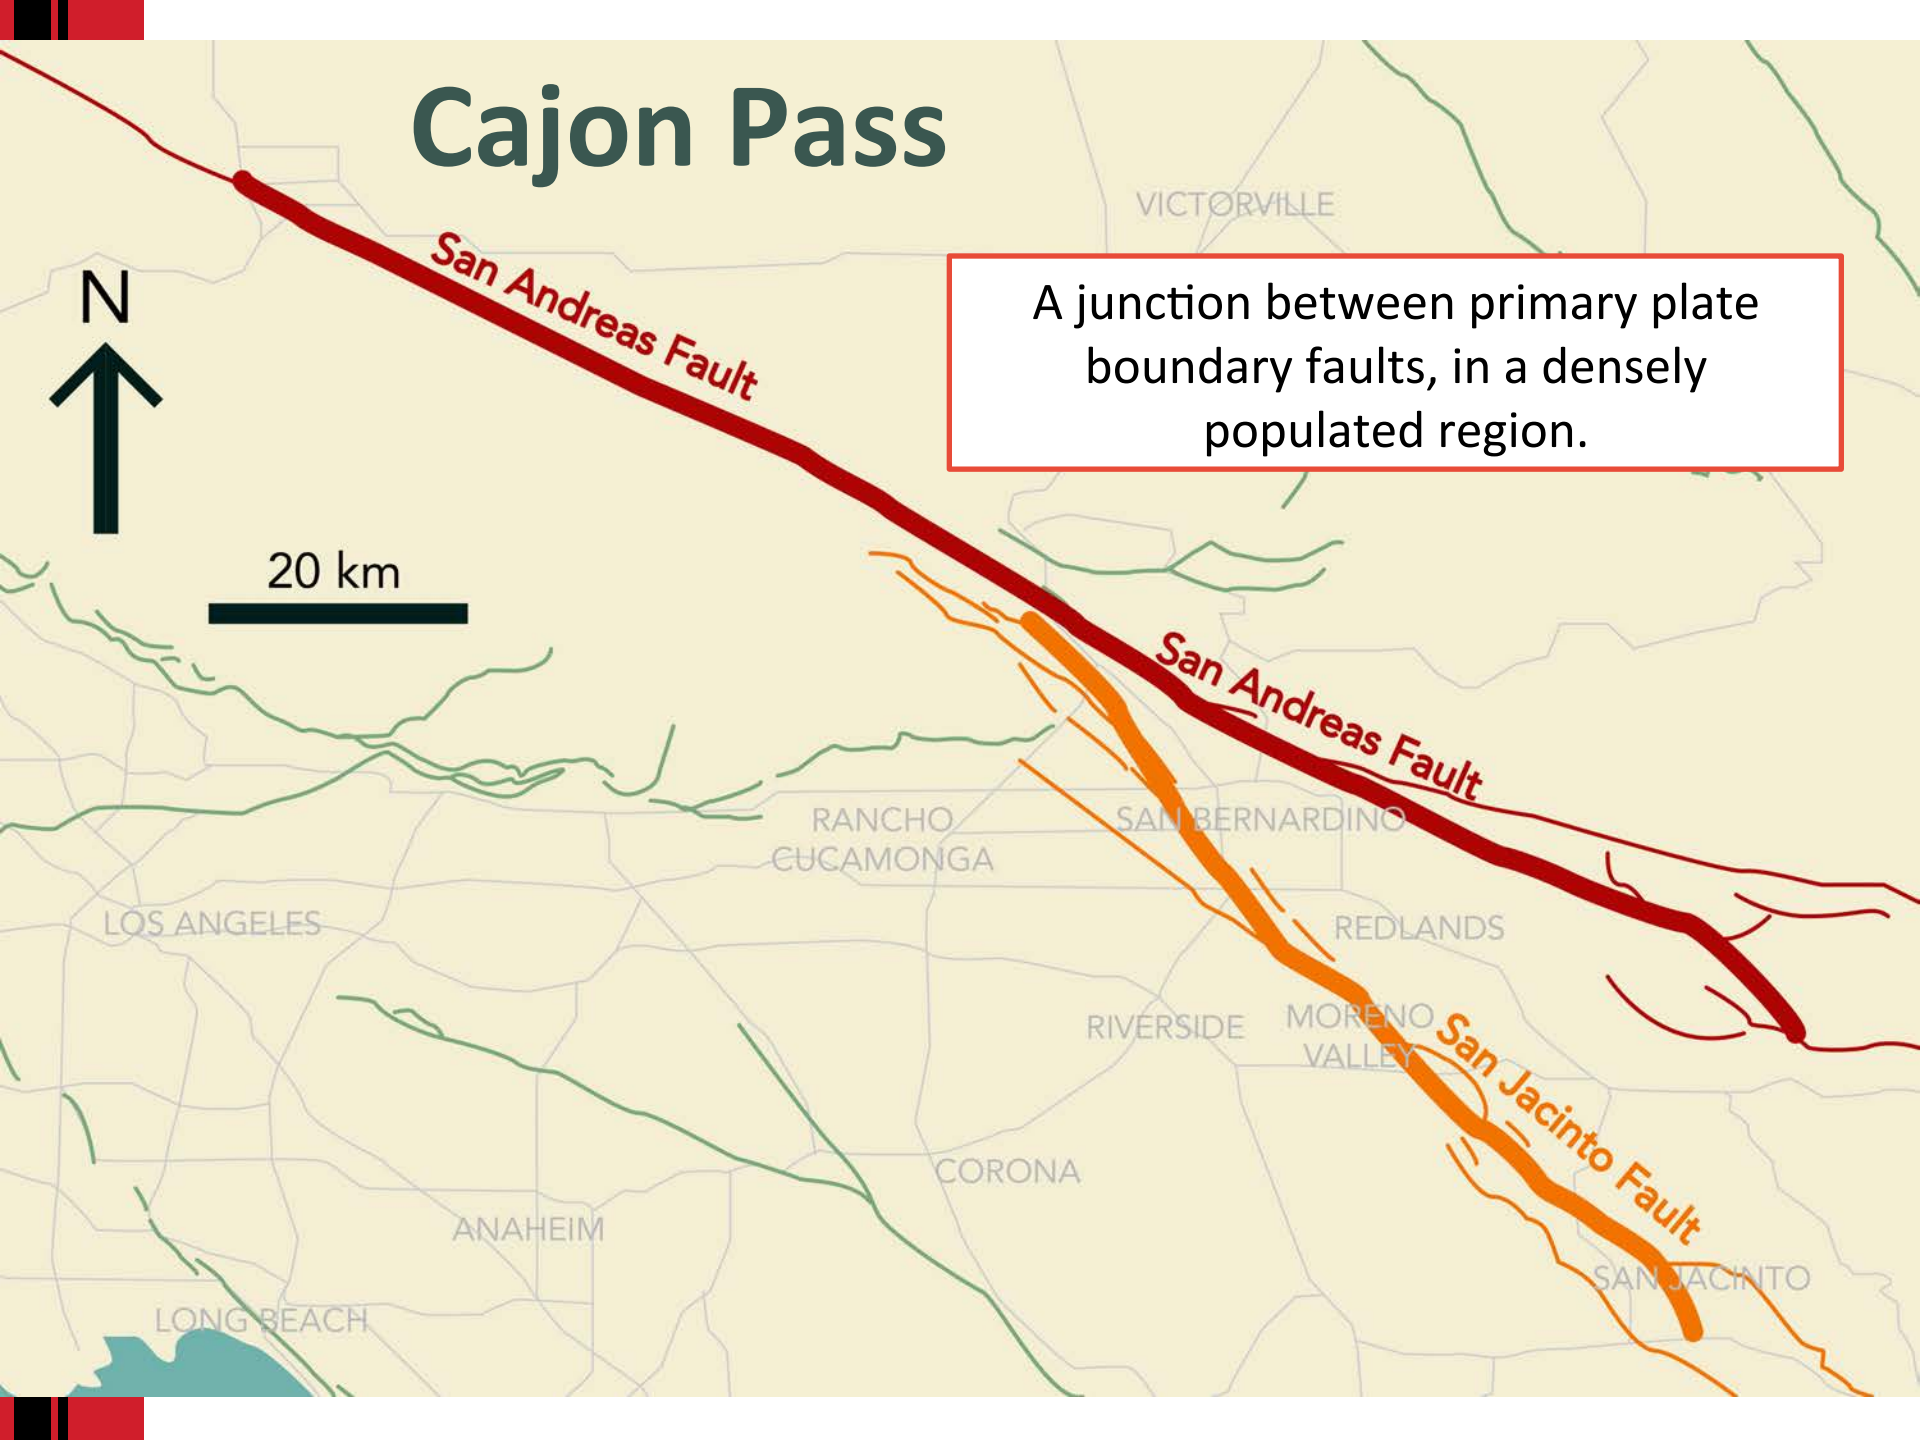 Cajon Pass
VICTORVILLE
San Andreas Fault
N
A junction between primary plate
boundary faults, in a densely
populated region.
20 km
San Andreas Fault
RANCHO
CUCAMONGA
SAN BERNARDINO
LOS ANGELES
REDLANDS
RIVERSIDE
MORENO
VALLEY
San Jacinto Fault
CORONA
ANAHEIM
SAN JACINTO
LONG BEACH